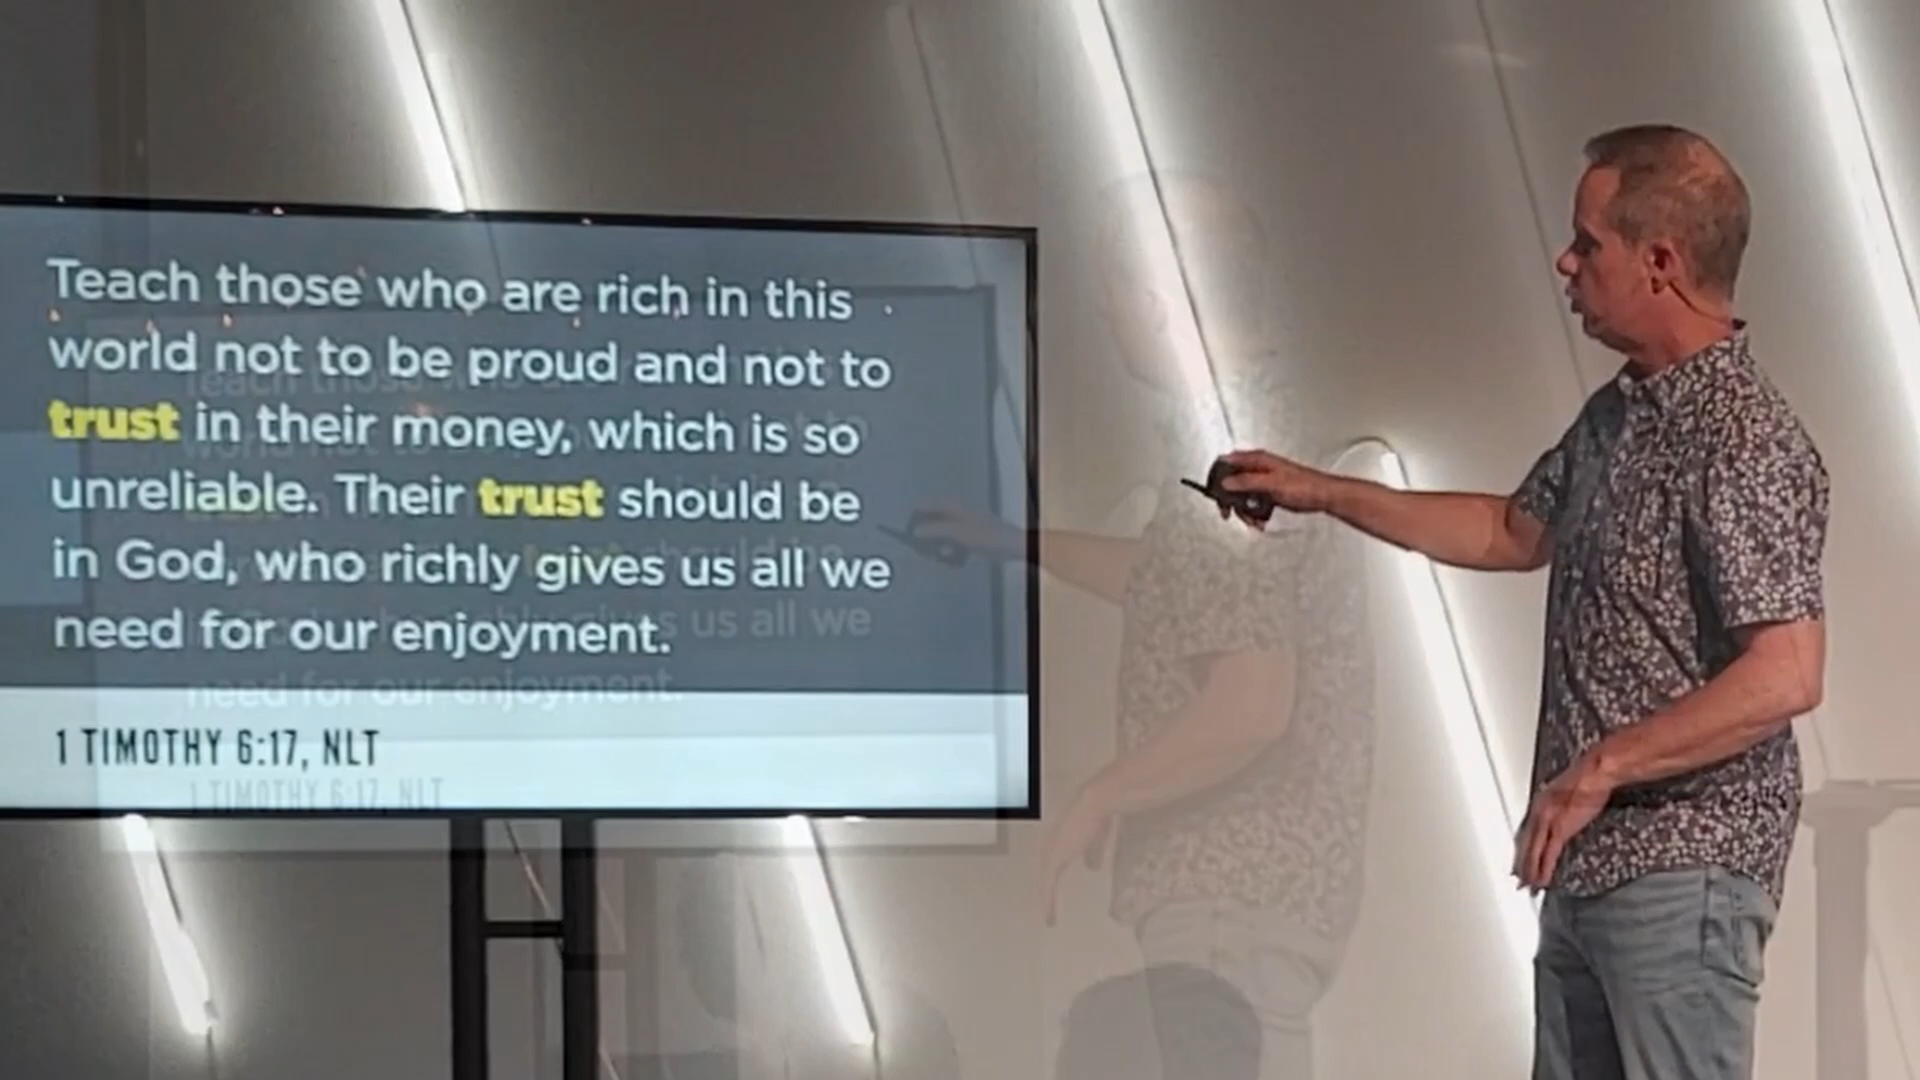 Teach those who are rich in this
world not to be proud and not to
trust in their money, which is so
unreliable. Their trust should be
in God, who richly gives us all we
need for our enjoyment.
1 TIMOTHY 6:17, NLT